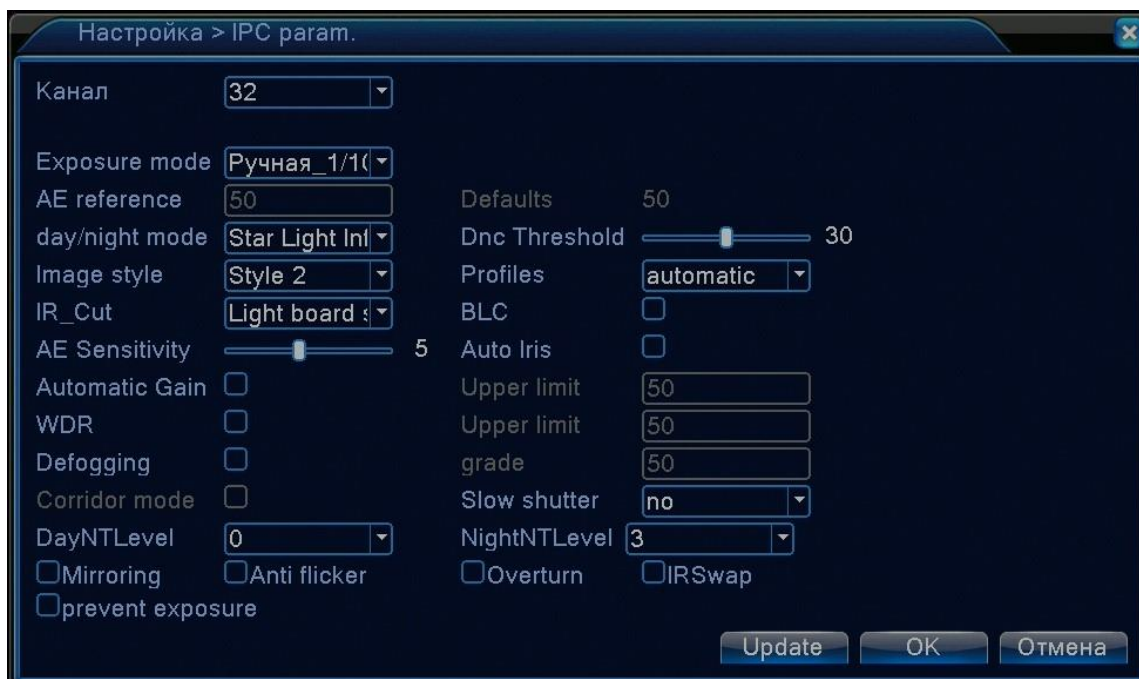 Настройка > IPC param.
Канал 32
Exposure mode Ручная_1/1(
AE reference 50 Defaults 50
day/night mode Star Light Inf Dnc Threshold 30
Image style Style 2 Profiles automatic
IR_Cut Light board s BLC
AE Sensitivity 5 Auto Iris
Automatic Gain Upper limit 50
WDR Upper limit 50
Defogging grade 50
Corridor mode Slow shutter no
DayNTLevel 0 NightNTLevel 3
Mirroring Anti flicker Overturn IRSwap
prevent exposure
Update OK Отмена